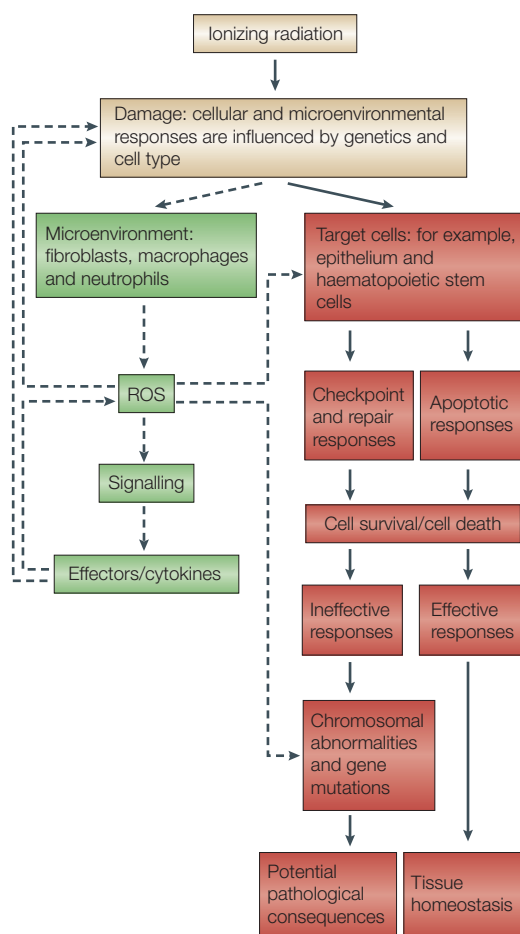 Ionizing radiation
Damage: cellular and microenvironmental
responses are influenced by genetics and
cell type
Microenvironment:
fibroblasts, macrophages
and neutrophils
Target cells: for example,
epithelium and
haematopoietic stem
cells
ROS
Checkpoint
and repair
responses
Apoptotic
responses
Signalling
Cell survival/cell death
Effectors/cytokines
Ineffective
responses
Effective
responses
Chromosomal
abnormalities
and gene
mutations
Potential
pathological
consequences
Tissue
homeostasis